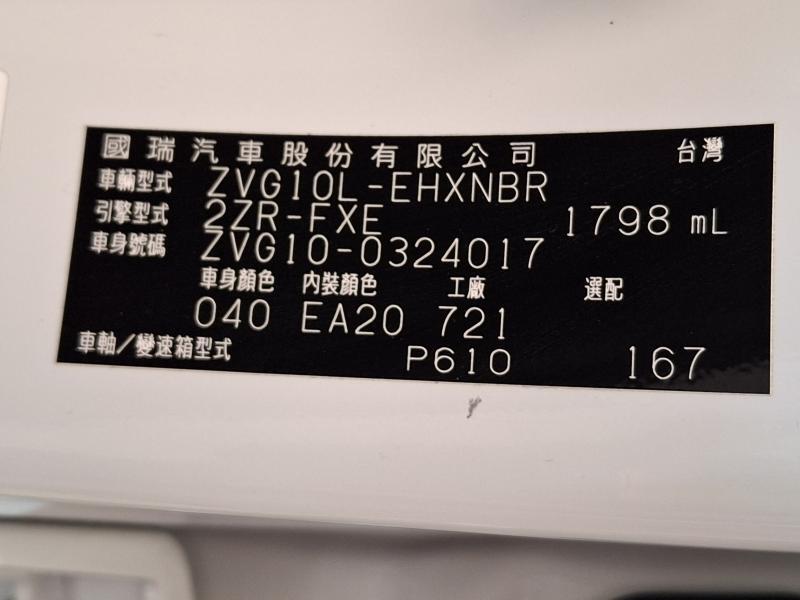 國瑞汽車股份有限公司 台灣
車輛型式 ZVG10L-EHXNBR
引擎型式 2ZR-FXE 1798 mL
車身號碼 ZVG10-0324017
車身顏色 內裝顏色 工廠 選配
040 EA20 721
車軸/變速箱型式 P610 167